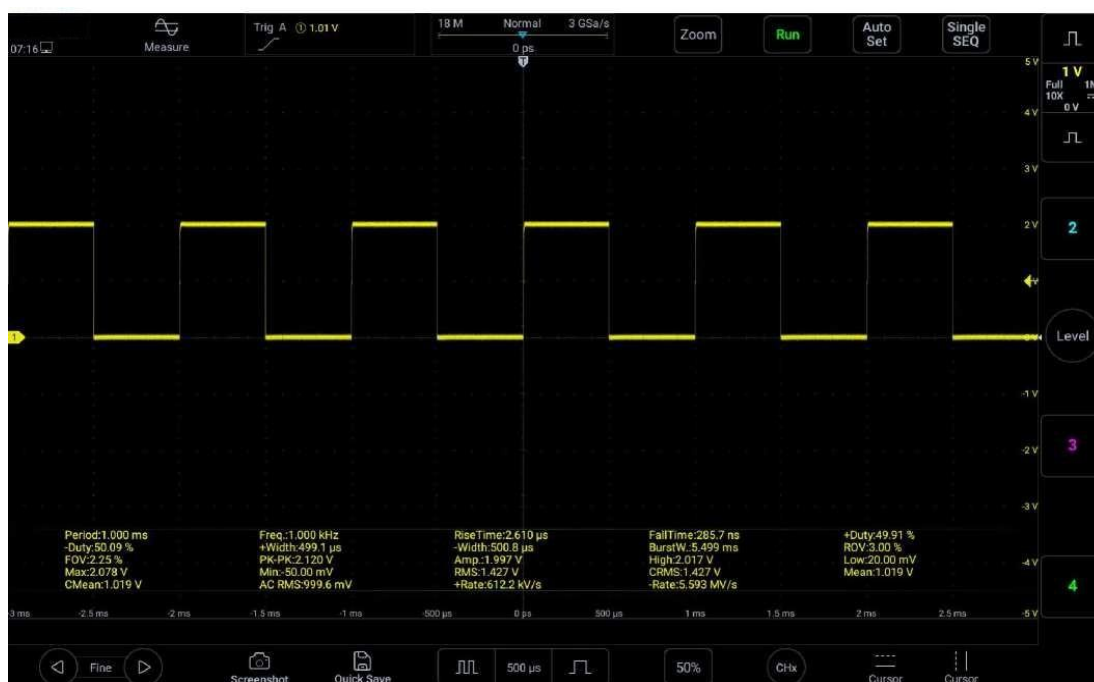 18 M Normal 3 GSa/s
Trig A ① 1.01 V
07:16
Measure
0 ps
T
Zoom
Run
Auto
Set
Single
SEQ
1 V
Full 1M
10X
0 V
5 V
4 V
3 V
2 V
0V
-1 V
-2 V
-3 V
-4 V
-5 V
1
2
Level
3
4
Period:1.000 ms Freq.:1.000 kHz RiseTime:2.610 µs FallTime:285.7 ns +Duty:49.91 %
-Duty:50.09 % +Width:499.1 µs -Width:500.8 µs BurstW.:5.499 ms ROV:3.00 %
FOV:2.25 % PK-PK:2.120 V Amp.:1.997 V High:2.017 V Low:20.00 mV
Max:2.078 V Min:-50.00 mV RMS:1.427 V CRMS:1.427 V Mean:1.019 V
CMean:1.019 V AC RMS:999.6 mV +Rate:612.2 kV/s -Rate:5.593 MV/s
-3 ms -2.5 ms -2 ms -1.5 ms -1 ms -500 µs 0 ps 500 µs 1 ms 1.5 ms 2 ms 2.5 ms
Fine
Screenshot
Quick Save
500 µs
50%
CHx
Cursor
Cursor